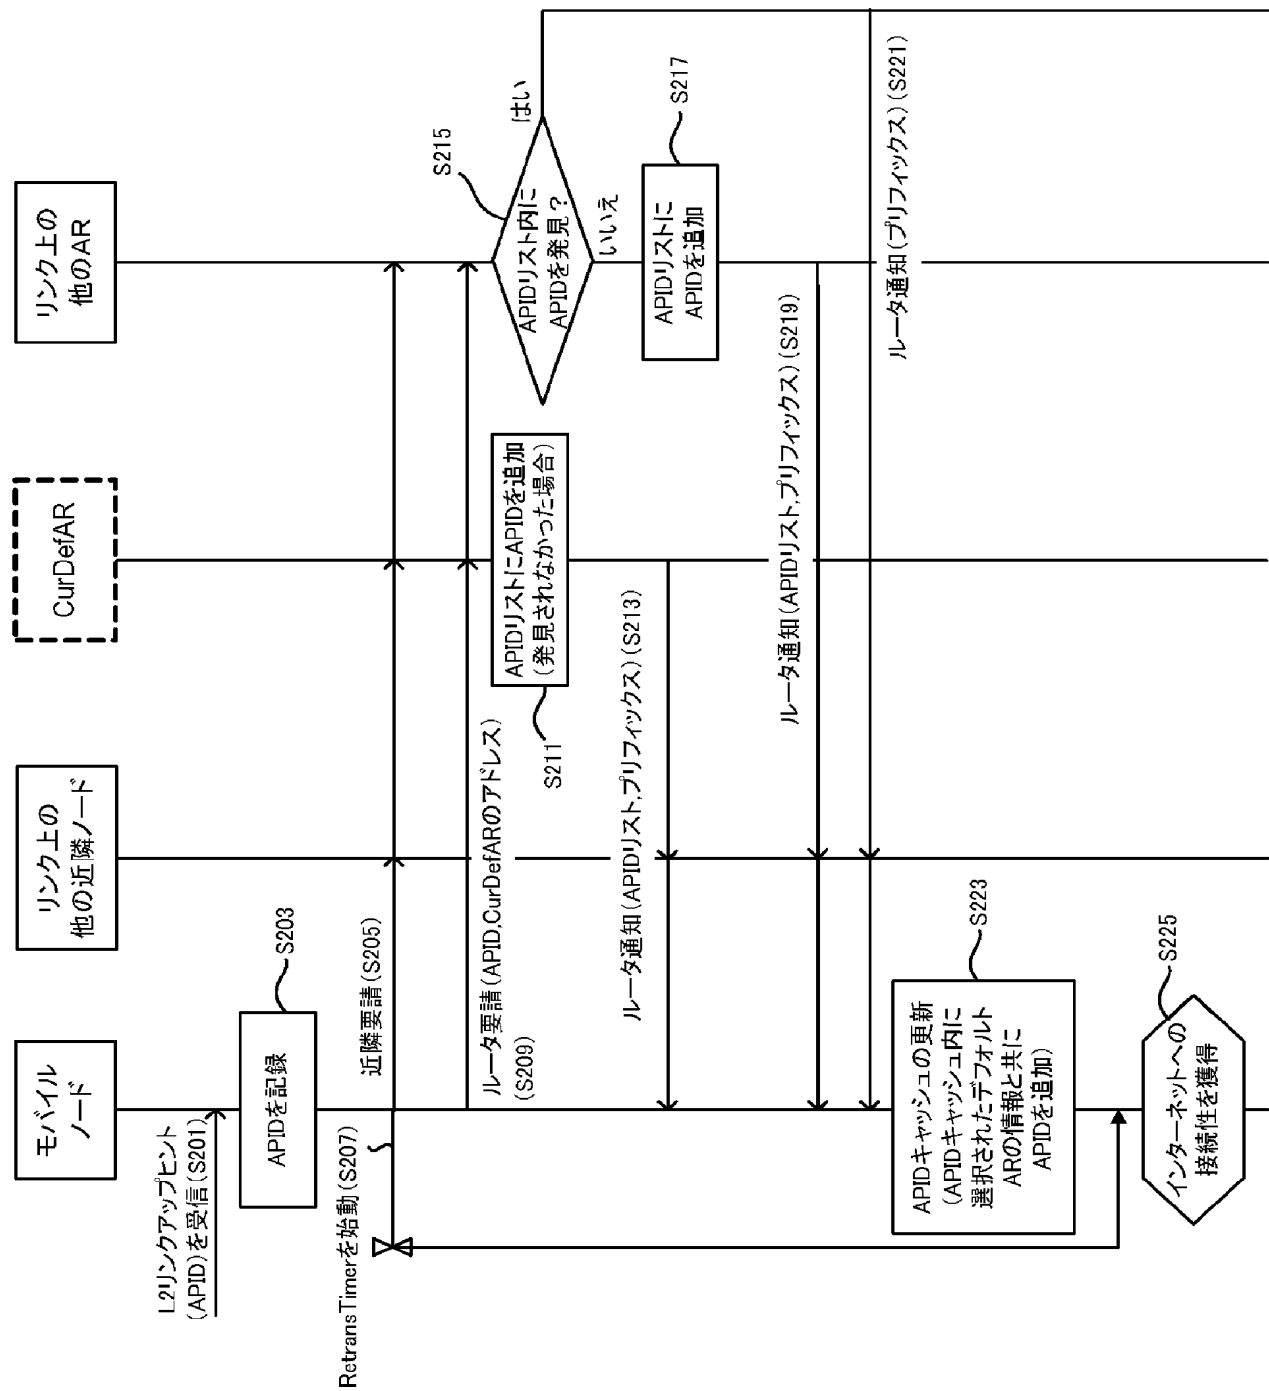 モバイル
ノード
リンク上の
他の近隣ノード
CurDefAR
リンク上の
他のAR
L2リンクアップヒント
(APID)を受信(S201)
APIDを記録
S203
近隣要請(S205)
RetransTimerを始動(S207)
ルータ要請(APID,CurDefARのアドレス)
(S209)
APIDリストにAPIDを追加
(発見されなかった場合)
S211
ルータ通知(APIDリスト,プリフィックス)(S213)
APIDリスト内に
APIDを発見?
S215
はい
いいえ
APIDリストに
APIDを追加
S217
ルータ通知(APIDリスト,プリフィックス)(S219)
ルータ通知(プリフィックス)(S221)
APIDキャッシュの更新
(APIDキャッシュ内に
選択されたデフォルト
ARの情報と共に
APIDを追加)
S223
インターネットへの
接続性を獲得
S225